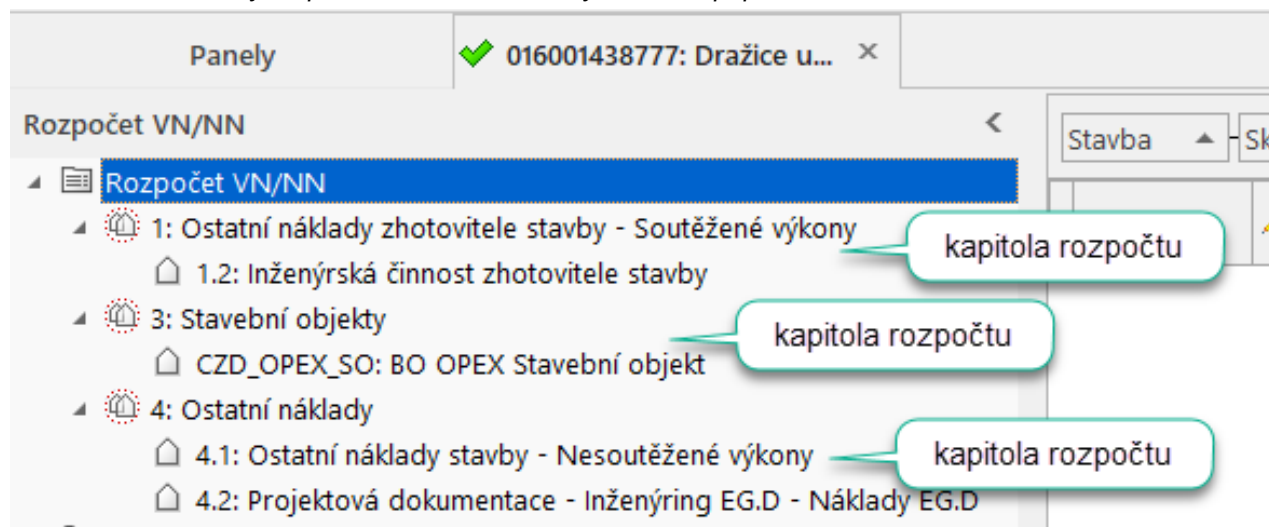 Panely
016001438777: Dražice u...
Rozpočet VN/NN
Stavba
Sk
Rozpočet VN/NN
1: Ostatní náklady zhotovitele stavby - Soutěžené výkony
kapitola rozpočtu
1.2: Inženýrská činnost zhotovitele stavby
3: Stavební objekty
kapitola rozpočtu
CZD_OPEX_SO: BO OPEX Stavební objekt
4: Ostatní náklady
4.1: Ostatní náklady stavby - Nesoutěžené výkony
kapitola rozpočtu
4.2: Projektová dokumentace - Inženýring EG.D - Náklady EG.D